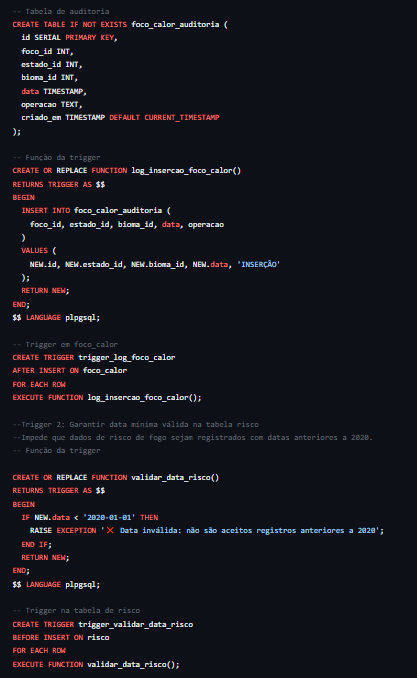 -- Tabela de auditoria
CREATE TABLE IF NOT EXISTS foco_calor_auditoria (
  id SERIAL PRIMARY KEY,
  foco_id INT,
  estado_id INT,
  bioma_id INT,
  data TIMESTAMP,
  operacao TEXT,
  criado_em TIMESTAMP DEFAULT CURRENT_TIMESTAMP
);
-- Função da trigger
CREATE OR REPLACE FUNCTION log_insercao_foco_calor()
RETURNS TRIGGER AS $$
BEGIN
  INSERT INTO foco_calor_auditoria (
    foco_id, estado_id, bioma_id, data, operacao
  )
  VALUES (
    NEW.id, NEW.estado_id, NEW.bioma_id, NEW.data, 'INSERÇÃO'
  );
  RETURN NEW;
END;
$$ LANGUAGE plpgsql;
-- Trigger em foco_calor
CREATE TRIGGER trigger_log_foco_calor
AFTER INSERT ON foco_calor
FOR EACH ROW
EXECUTE FUNCTION log_insercao_foco_calor();
--Trigger 2: Garantir data mínima válida na tabela risco
--Impede que dados de risco de fogo sejam registrados com datas anteriores a 2020.
-- Função da trigger
CREATE OR REPLACE FUNCTION validar_data_risco()
RETURNS TRIGGER AS $$
BEGIN
  IF NEW.data < '2020-01-01' THEN
    RAISE EXCEPTION '❌ Data inválida: não são aceitos registros anteriores a 2020';
  END IF;
  RETURN NEW;
END;
$$ LANGUAGE plpgsql;
-- Trigger na tabela de risco
CREATE TRIGGER trigger_validar_data_risco
BEFORE INSERT ON risco
FOR EACH ROW
EXECUTE FUNCTION validar_data_risco();